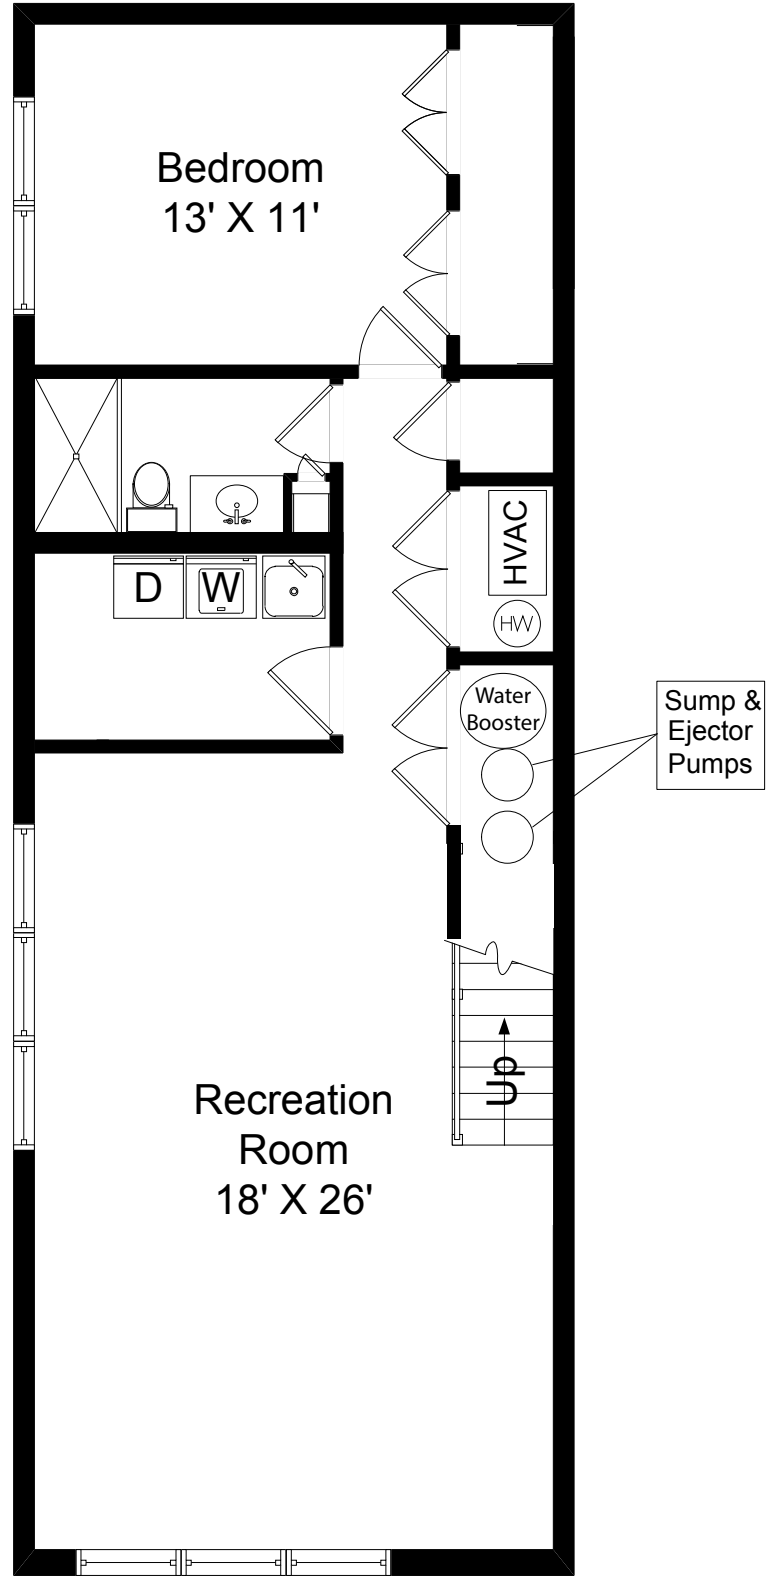 Bedroom
13' X 11'
HVAC
HW
D
W
Water
Booster
Sump &
Ejector
Pumps
Up
Recreation
Room
18' X 26'